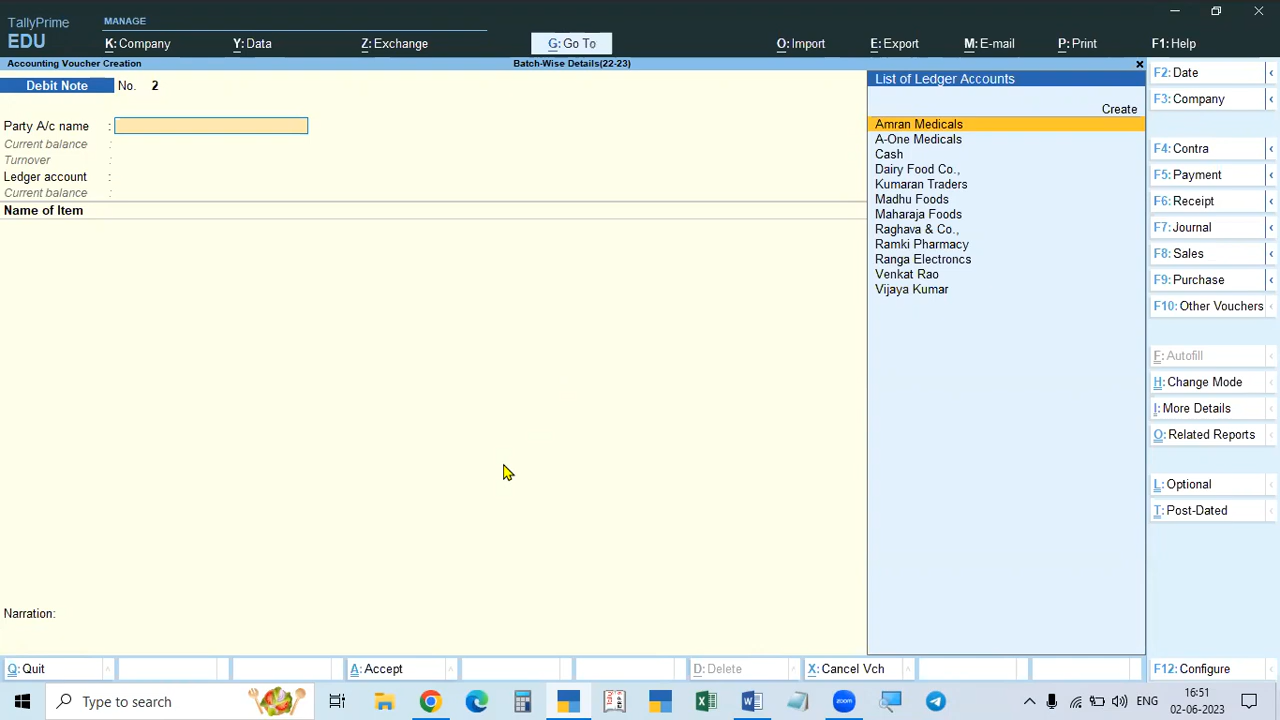 TallyPrime
EDU
MANAGE
K: Company
Y: Data
Z: Exchange
G: Go To
O: Import
E: Export
M: E-mail
P: Print
F1: Help
Accounting Voucher Creation
Batch-Wise Details(22-23)
Debit Note
No. 2
Party A/c name :
Current balance :
Turnover :
Ledger account :
Current balance :
Name of Item
Narration:
List of Ledger Accounts
Create
Amran Medicals
A-One Medicals
Cash
Dairy Food Co.,
Kumaran Traders
Madhu Foods
Maharaja Foods
Raghava & Co.,
Ramki Pharmacy
Ranga Electroncs
Venkat Rao
Vijaya Kumar
F2: Date
F3: Company
F4: Contra
F5: Payment
F6: Receipt
F7: Journal
F8: Sales
F9: Purchase
F10: Other Vouchers
F: Autofill
H: Change Mode
I: More Details
O: Related Reports
L: Optional
T: Post-Dated
Q: Quit
A: Accept
D: Delete
X: Cancel Vch
F12: Configure
Type to search
zoom
ENG
16:51
02-06-2023